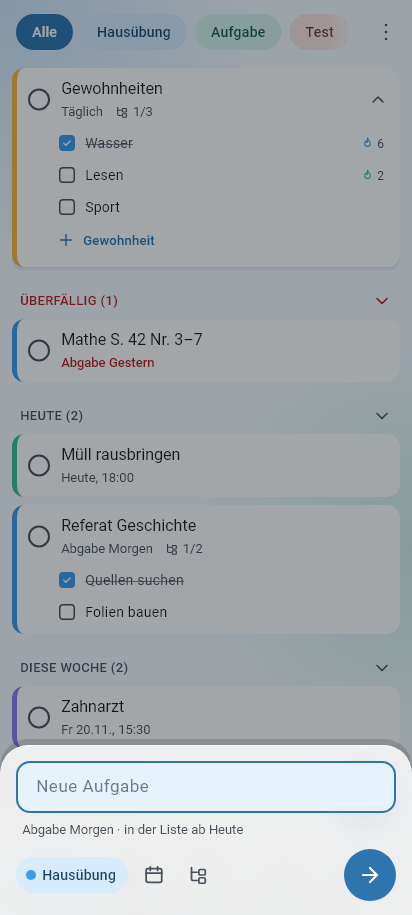 Alle Hausübung Aufgabe Test
Gewohnheiten
Täglich 1/3
Wasser 6
Lesen 2
Sport
Gewohnheit
ÜBERFÄLLIG (1)
Mathe S. 42 Nr. 3–7
Abgabe Gestern
HEUTE (2)
Müll rausbringen
Heute, 18:00
Referat Geschichte
Abgabe Morgen 1/2
Quellen suchen
Folien bauen
DIESE WOCHE (2)
Zahnarzt
Fr 20.11., 15:30
Neue Aufgabe
Abgabe Morgen · in der Liste ab Heute
Hausübung